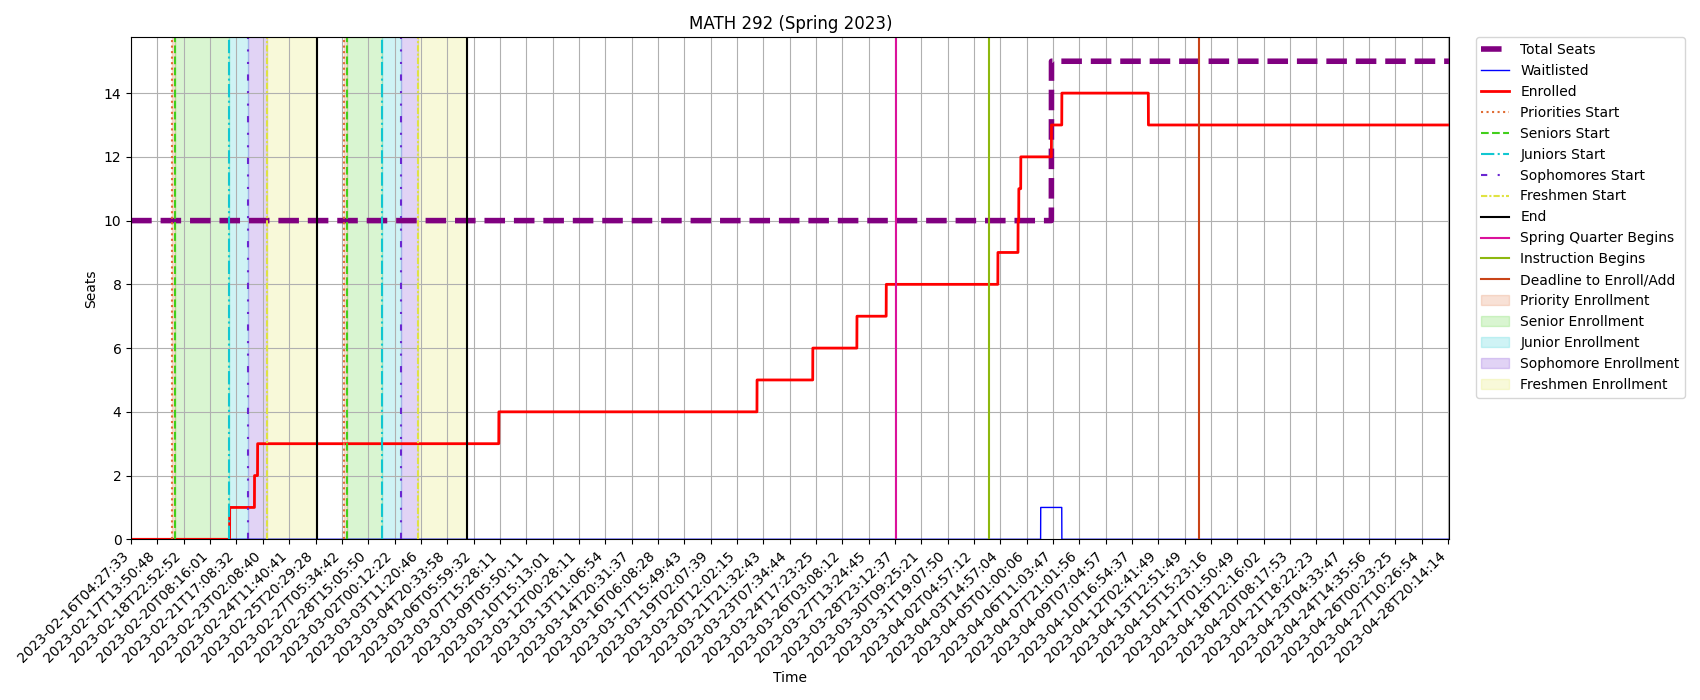 MATH 292 (Spring 2023)
Seats
14
12
10
8
6
4
2
0
2023-02-16T04:27:33
2023-02-17T13:50:48
2023-02-18T22:52:52
2023-02-20T08:16:01
2023-02-21T17:08:32
2023-02-23T02:08:40
2023-02-24T11:40:41
2023-02-25T20:29:28
2023-02-27T05:34:42
2023-02-28T15:05:50
2023-03-02T00:12:22
2023-03-03T11:20:46
2023-03-04T20:33:58
2023-03-06T05:59:32
2023-03-07T15:28:11
2023-03-09T05:50:11
2023-03-10T15:13:01
2023-03-12T00:28:11
2023-03-13T11:06:54
2023-03-14T20:31:37
2023-03-16T06:08:28
2023-03-17T15:49:43
2023-03-19T02:07:39
2023-03-20T12:02:15
2023-03-21T21:32:43
2023-03-23T07:34:44
2023-03-24T17:23:25
2023-03-26T03:08:12
2023-03-27T13:24:45
2023-03-28T23:12:37
2023-03-30T09:25:21
2023-03-31T19:07:50
2023-04-02T04:57:12
2023-04-03T14:57:04
2023-04-05T01:00:06
2023-04-06T11:03:47
2023-04-07T21:01:56
2023-04-09T07:04:57
2023-04-10T16:54:37
2023-04-12T02:41:49
2023-04-13T12:51:49
2023-04-15T15:23:16
2023-04-17T01:50:49
2023-04-18T12:16:02
2023-04-20T08:17:53
2023-04-21T18:22:23
2023-04-23T04:33:47
2023-04-24T14:35:56
2023-04-26T00:23:25
2023-04-27T10:26:54
2023-04-28T20:14:14
Time
Total Seats
Waitlisted
Enrolled
Priorities Start
Seniors Start
Juniors Start
Sophomores Start
Freshmen Start
End
Spring Quarter Begins
Instruction Begins
Deadline to Enroll/Add
Priority Enrollment
Senior Enrollment
Junior Enrollment
Sophomore Enrollment
Freshmen Enrollment